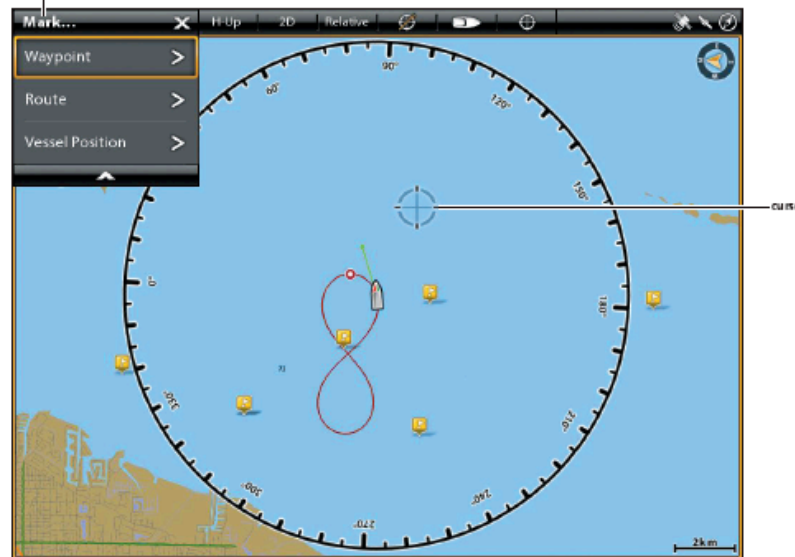 Mark...
H-Up 2D Relative
Waypoint
Route
Vessel Position
90°
60°
120°
150°
0°
180°
330°
210°
300°
240°
270°
2km
curs